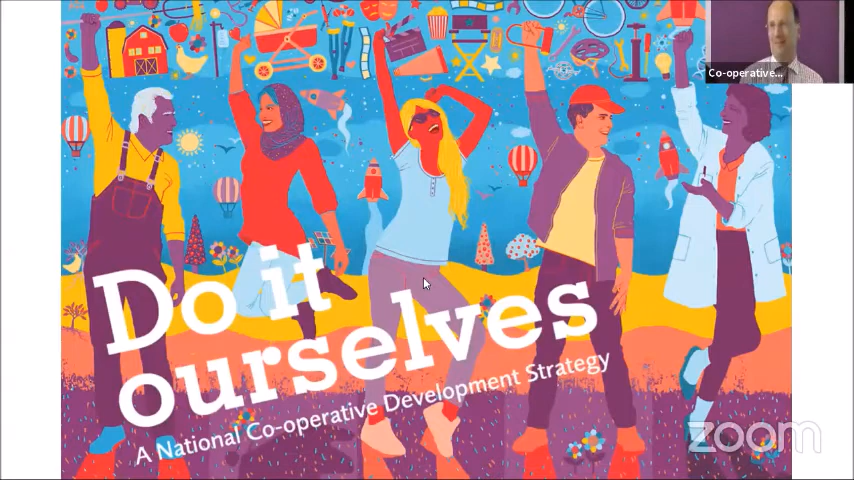 Co-operative...
Do it
ourselves
A National Co-operative Development Strategy
zoom